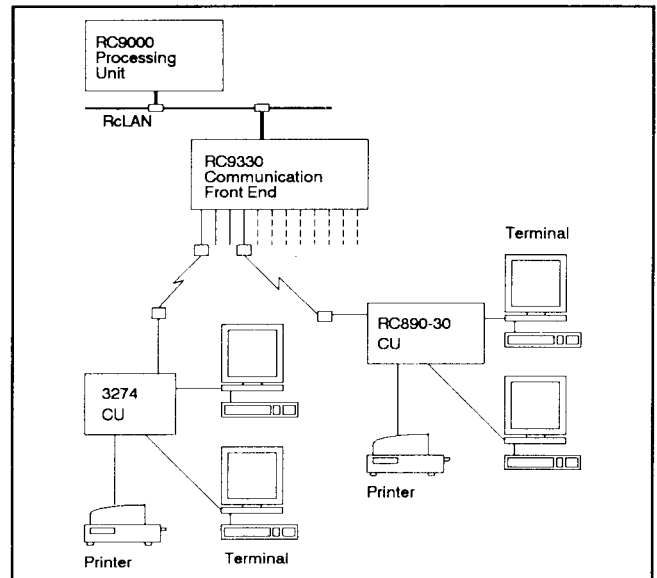 RC9000
Processing
Unit
RcLAN
RC9330
Communication
Front End
Terminal
RC890-30
CU
3274
CU
Printer
Printer
Terminal